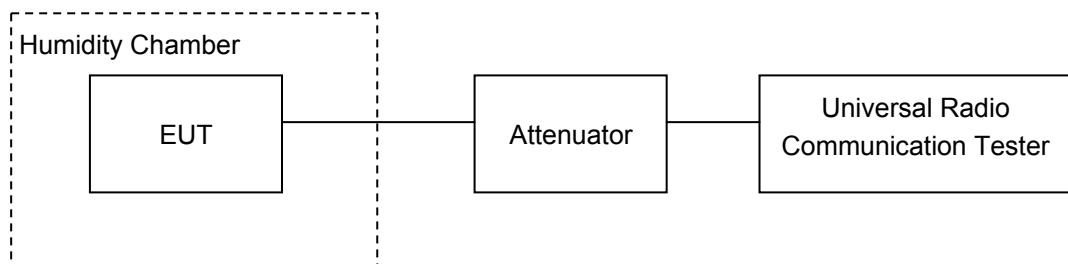 Humidity Chamber
EUT
Attenuator
Universal Radio
Communication Tester